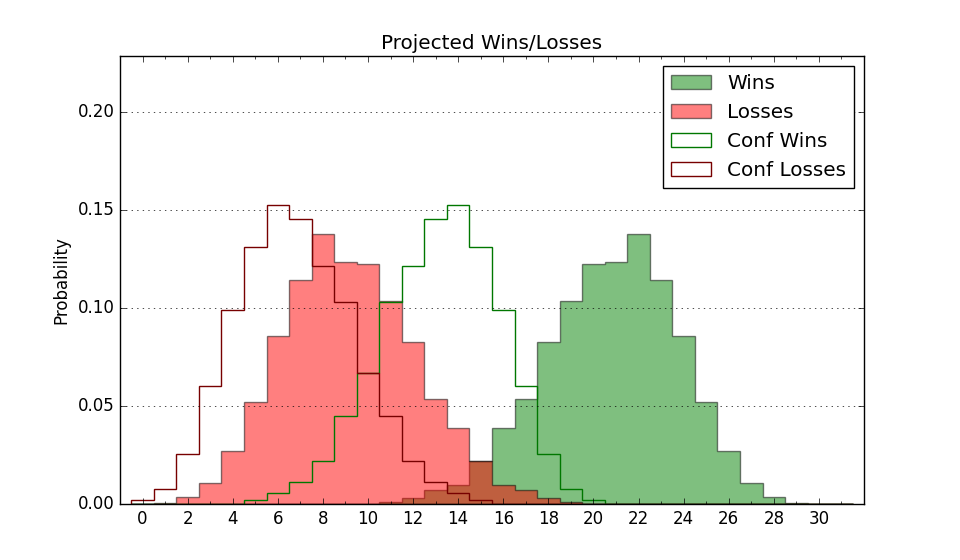 Projected Wins/Losses
Wins
Losses
Conf Wins
Conf Losses
Probability
0.20
0.15
0.10
0.05
0.00
0 2 4 6 8 10 12 14 16 18 20 22 24 26 28 30